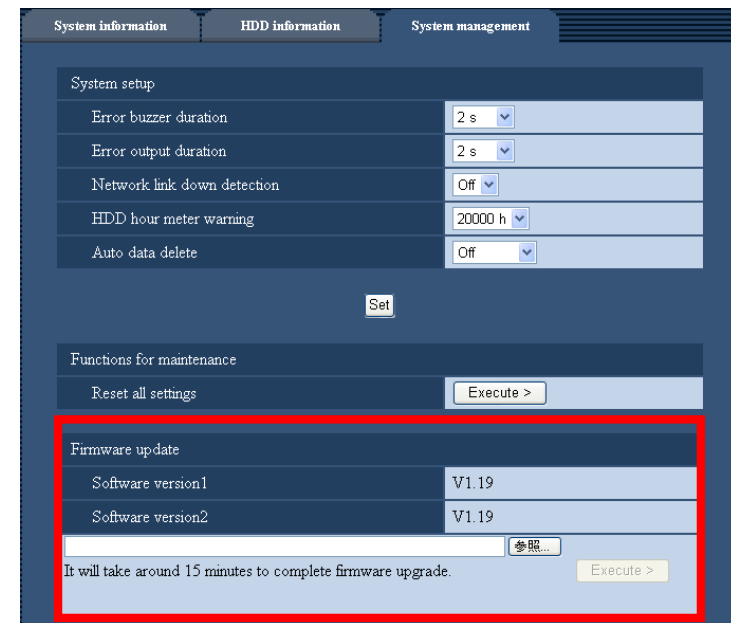 System information HDD information System management
System setup
Error buzzer duration 2 s
Error output duration 2 s
Network link down detection Off
HDD hour meter warning 20000 h
Auto data delete Off
Set
Functions for maintenance
Reset all settings Execute >
Firmware update
Software version1 V1.19
Software version2 V1.19
参照...
It will take around 15 minutes to complete firmware upgrade. Execute >